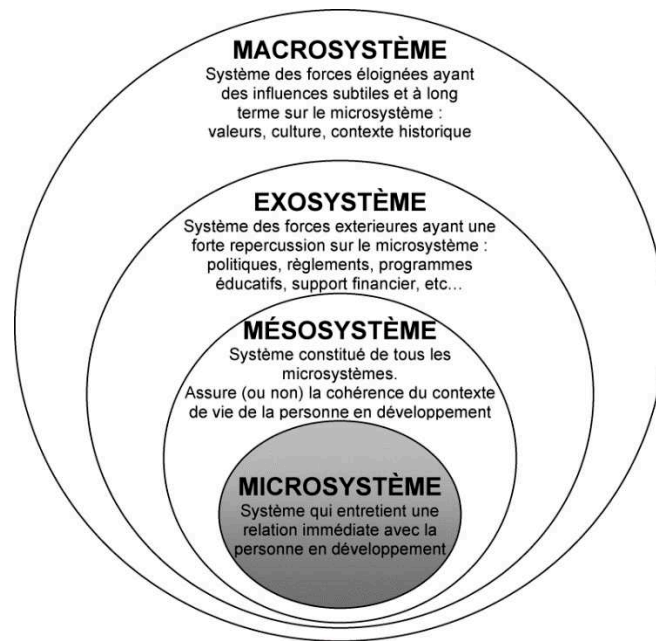 MACROSYSTÈME
Système des forces éloignées ayant
des influences subtiles et à long
terme sur le microsystème :
valeurs, culture, contexte historique
EXOSYSTÈME
Système des forces exterieures ayant une
forte repercussion sur le microsystème :
politiques, règlements, programmes
éducatifs, support financier, etc...
MÉSOSYSTÈME
Système constitué de tous les
microsystèmes.
Assure (ou non) la cohérence du contexte
de vie de la personne en développement
MICROSYSTÈME
Système qui entretient une
relation immédiate avec la
personne en développement